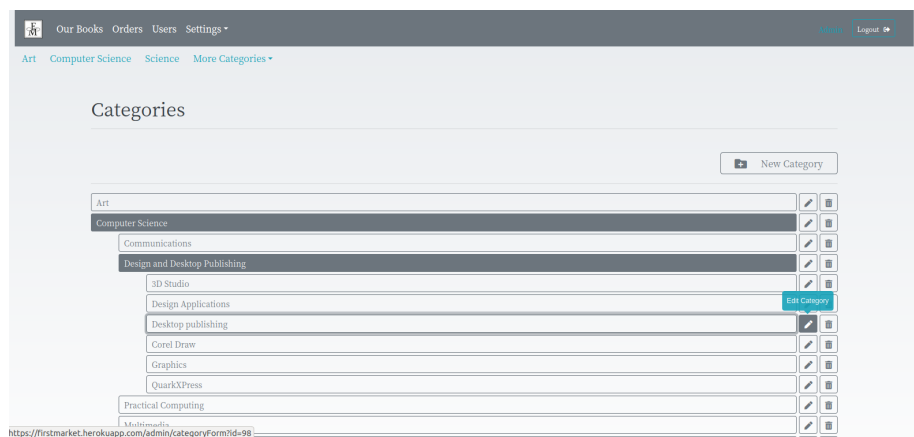 F M
Our Books Orders Users Settings
Logout
Art Computer Science Science More Categories
Categories
New Category
Art
Computer Science
Communications
Design and Desktop Publishing
3D Studio
Design Applications
Edit Category
Desktop publishing
Corel Draw
Graphics
QuarkXPress
Practical Computing
Multimedia
https://firstmarket.herokuapp.com/admin/categoryForm?id=98